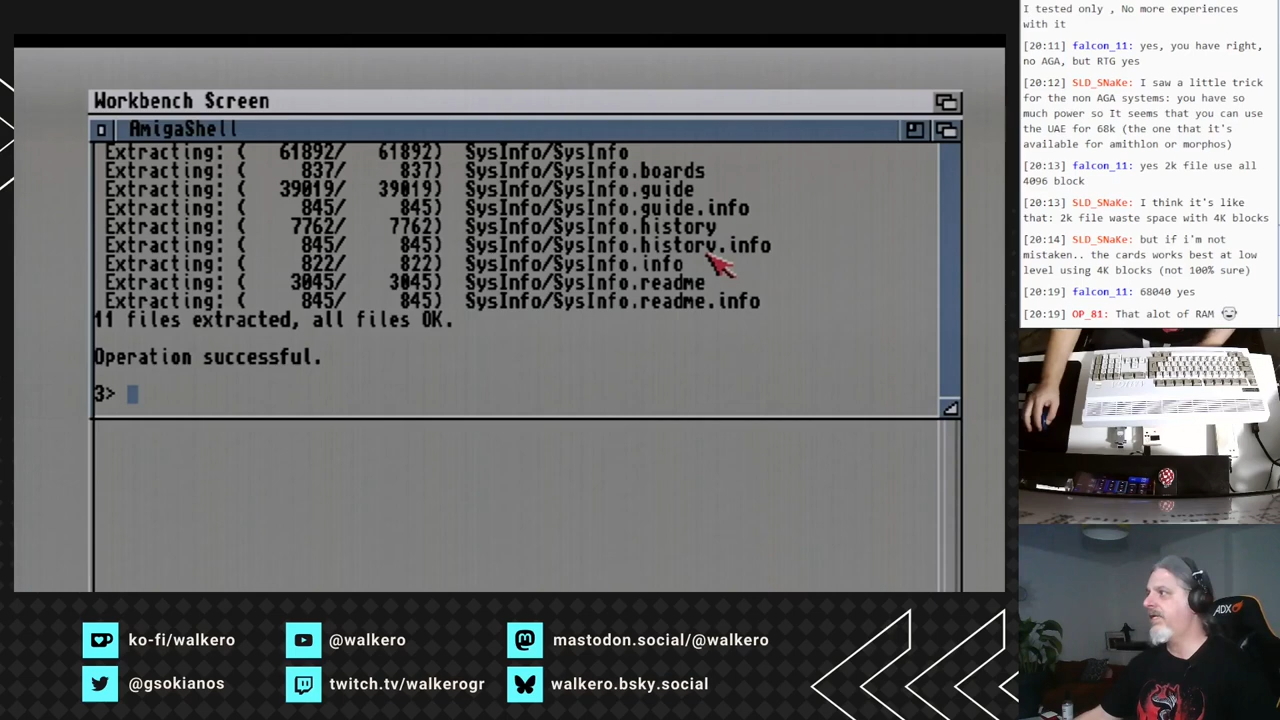 Workbench Screen
AmigaShell
Extracting: ( 61892/ 61892) SysInfo/SysInfo
Extracting: ( 837/ 837) SysInfo/SysInfo.boards
Extracting: ( 39019/ 39019) SysInfo/SysInfo.guide
Extracting: ( 845/ 845) SysInfo/SysInfo.guide.info
Extracting: ( 7762/ 7762) SysInfo/SysInfo.history
Extracting: ( 845/ 845) SysInfo/SysInfo.history.info
Extracting: ( 822/ 822) SysInfo/SysInfo.info
Extracting: ( 3045/ 3045) SysInfo/SysInfo.readme
Extracting: ( 845/ 845) SysInfo/SysInfo.readme.info
11 files extracted, all files OK.
Operation successful.
3>
I tested only , No more experiences
with it
[20:11] falcon_11: yes, you have right,
no AGA, but RTG yes
[20:12] SLD_SNaKe: I saw a little trick
for the non AGA systems: you have so
much power so It seems that you can use
the UAE for 68k (the one that it's
available for amithlon or morphos)
[20:13] falcon_11: yes 2k file use all
4096 block
[20:13] SLD_SNaKe: I think it's like
that: 2k file waste space with 4K blocks
[20:14] SLD_SNaKe: but if i'm not
mistaken.. the cards works best at low
level using 4K blocks (not 100% sure)
[20:19] falcon_11: 68040 yes
[20:19] OP_81: That alot of RAM
ADX
ko-fi/walkero
@walkero
mastodon.social/@walkero
@gsokianos
twitch.tv/walkerogr
walkero.bsky.social